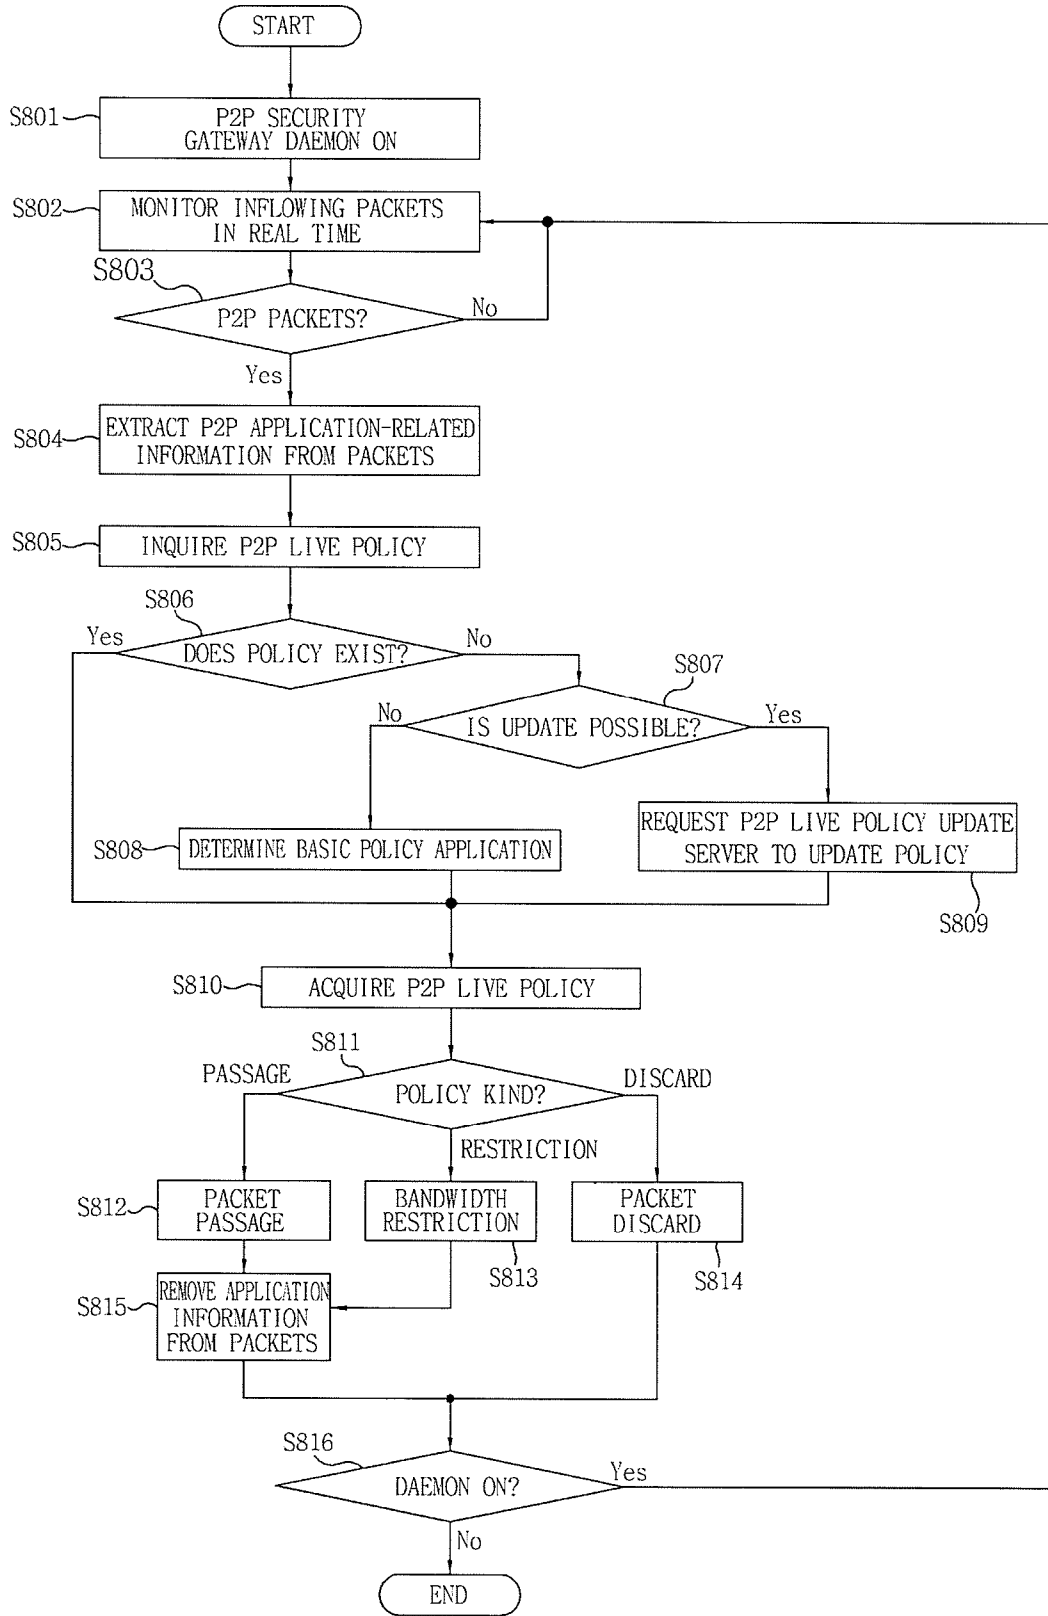 START
S801
P2P SECURITY
GATEWAY DAEMON ON
S802
MONITOR INFLOWING PACKETS
IN REAL TIME
S803
P2P PACKETS?
No
Yes
S804
EXTRACT P2P APPLICATION-RELATED
INFORMATION FROM PACKETS
S805
INQUIRE P2P LIVE POLICY
S806
Yes
DOES POLICY EXIST?
No
S807
No
IS UPDATE POSSIBLE?
Yes
S808
DETERMINE BASIC POLICY APPLICATION
REQUEST P2P LIVE POLICY UPDATE
SERVER TO UPDATE POLICY
S809
S810
ACQUIRE P2P LIVE POLICY
S811
PASSAGE
POLICY KIND?
DISCARD
RESTRICTION
S812
PACKET
PASSAGE
BANDWIDTH
RESTRICTION
S813
PACKET
DISCARD
S814
S815
REMOVE APPLICATION
INFORMATION
FROM PACKETS
S816
DAEMON ON?
Yes
No
END